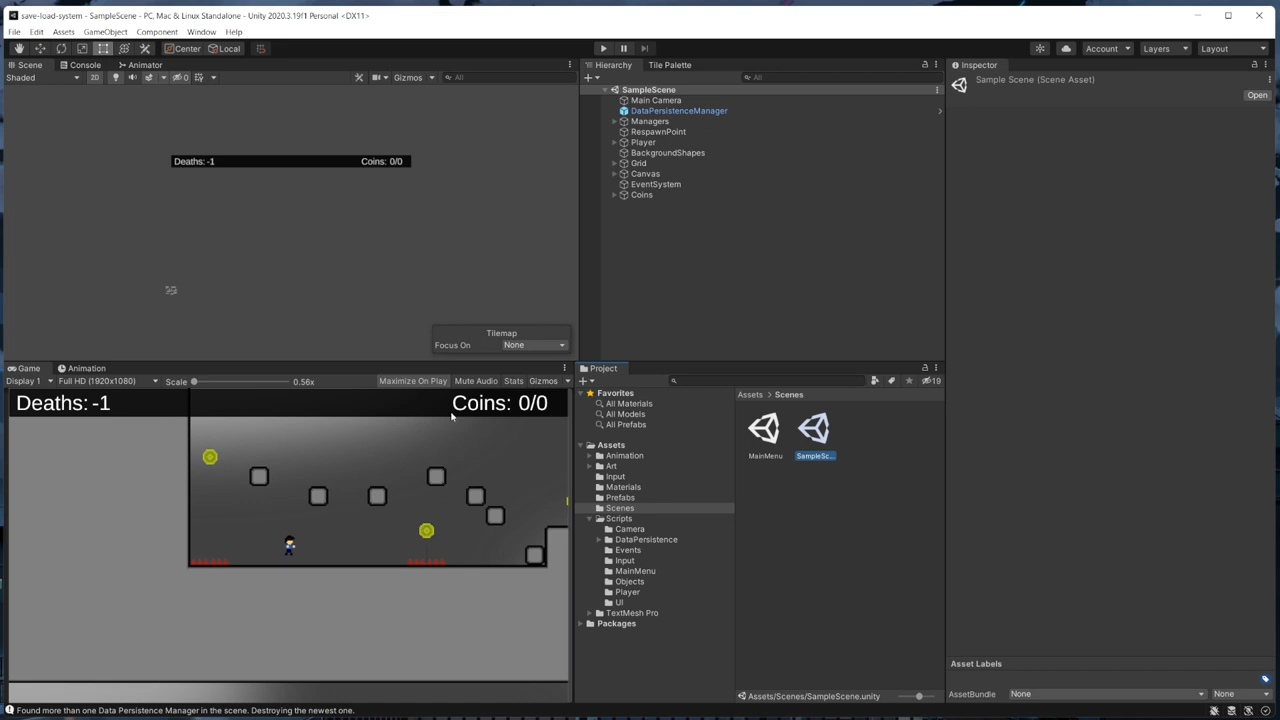 save-load-system - SampleScene - PC, Mac & Linux Standalone - Unity 2020.3.19f1 Personal <DX11>
File Edit Assets GameObject Component Window Help
Center Local Account Layers Layout
Scene Console Animator
Shaded 2D 0 Gizmos All
Deaths: -1 Coins: 0/0
Tilemap
Focus On None
Hierarchy Tile Palette
All
SampleScene
Main Camera
DataPersistenceManager
Managers
RespawnPoint
Player
BackgroundShapes
Grid
Canvas
EventSystem
Coins
Inspector
Sample Scene (Scene Asset)
Open
Game Animation
Display 1 Full HD (1920x1080) Scale 0.56x Maximize On Play Mute Audio Stats Gizmos
Deaths: -1 Coins: 0/0
Project
19
Favorites
All Materials
All Models
All Prefabs
Assets
Animation
Art
Input
Materials
Prefabs
Scenes
Scripts
Camera
DataPersistence
Events
Input
MainMenu
Objects
Player
UI
TextMesh Pro
Packages
Assets Scenes
MainMenu SampleSc...
Assets/Scenes/SampleScene.unity
Asset Labels
AssetBundle None None
Found more than one Data Persistence Manager in the scene. Destroying the newest one.